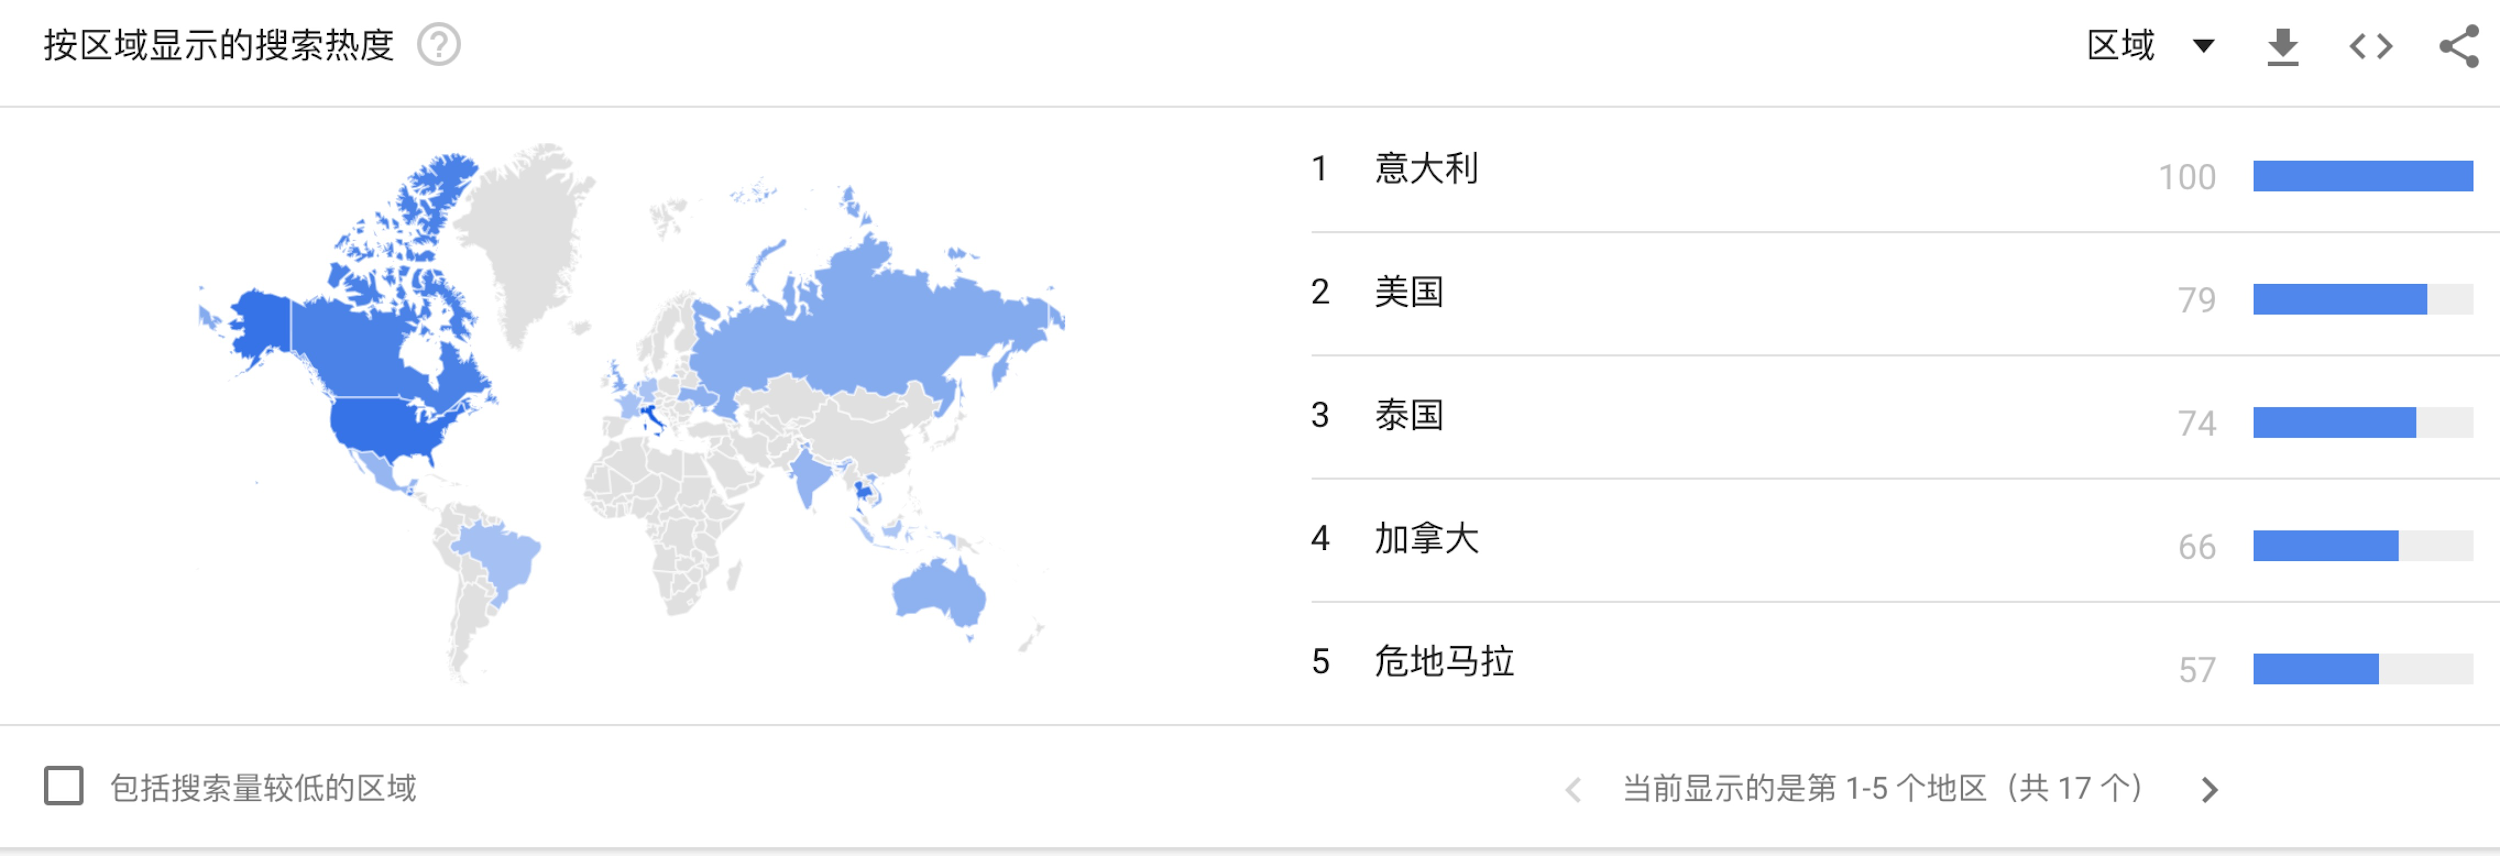 按区域显示的搜索热度 ?
区域
1 意大利 100
2 美国 79
3 泰国 74
4 加拿大 66
5 危地马拉 57
包括搜索量较低的区域
当前显示的是第 1-5 个地区（共 17 个）